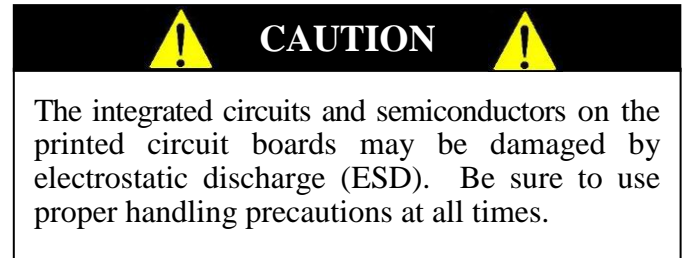 CAUTION
The integrated circuits and semiconductors on the
printed circuit boards may be damaged by
electrostatic discharge (ESD). Be sure to use
proper handling precautions at all times.